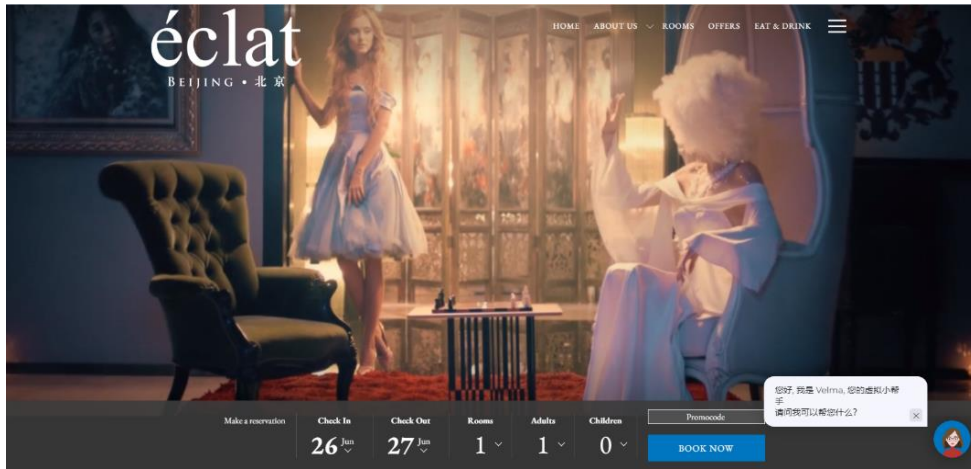 éclat
BEIJING • 北京
HOME ABOUT US ROOMS OFFERS EAT & DRINK
Make a reservation
Check In
26 Jun
Check Out
27 Jun
Rooms
1
Adults
1
Children
0
Promocode
BOOK NOW
您好, 我是 Velma, 您的虚拟小帮
手
请问我可以帮您什么?